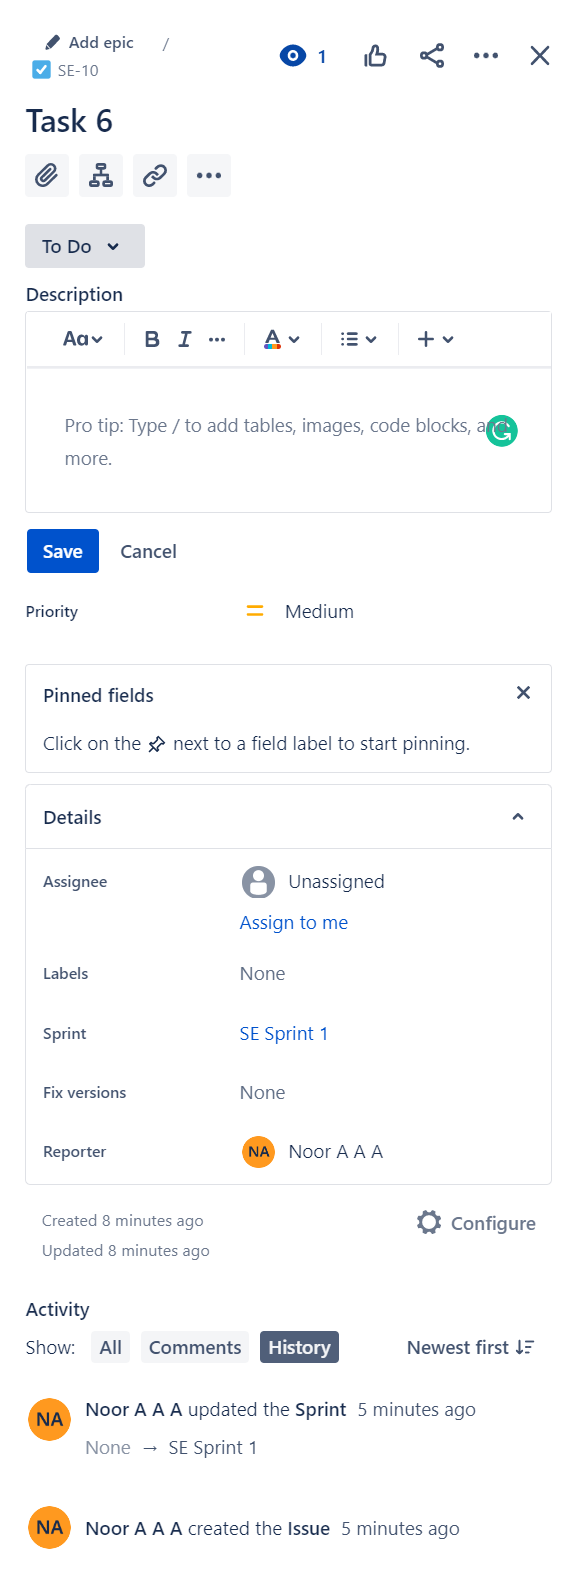 Add epic /
1
SE-10
Task 6
To Do
Description
Aa B I A
Pro tip: Type / to add tables, images, code blocks, and
more.
Save Cancel
Priority Medium
Pinned fields
Click on the next to a field label to start pinning.
Details
Assignee Unassigned
Assign to me
Labels None
Sprint SE Sprint 1
Fix versions None
Reporter NA Noor A A A
Created 8 minutes ago
Configure
Updated 8 minutes ago
Activity
Show: All Comments History Newest first
NA Noor A A A updated the Sprint 5 minutes ago
None → SE Sprint 1
NA Noor A A A created the Issue 5 minutes ago